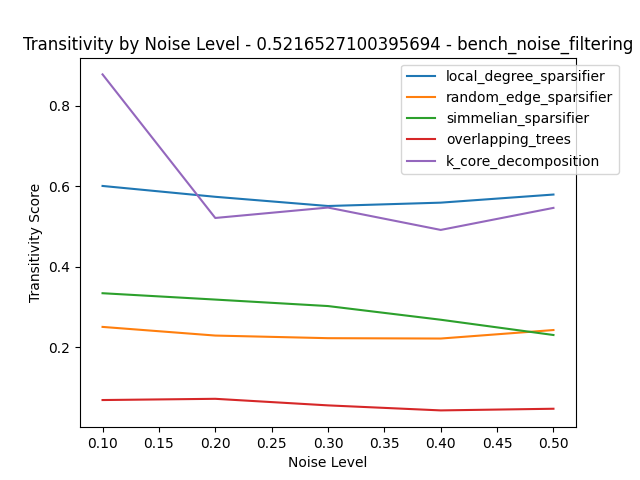 Transitivity by Noise Level - 0.5216527100395694 - bench_noise_filtering
local_degree_sparsifier
random_edge_sparsifier
simmelian_sparsifier
overlapping_trees
k_core_decomposition
Transitivity Score
0.8
0.6
0.4
0.2
0.10 0.15 0.20 0.25 0.30 0.35 0.40 0.45 0.50
Noise Level